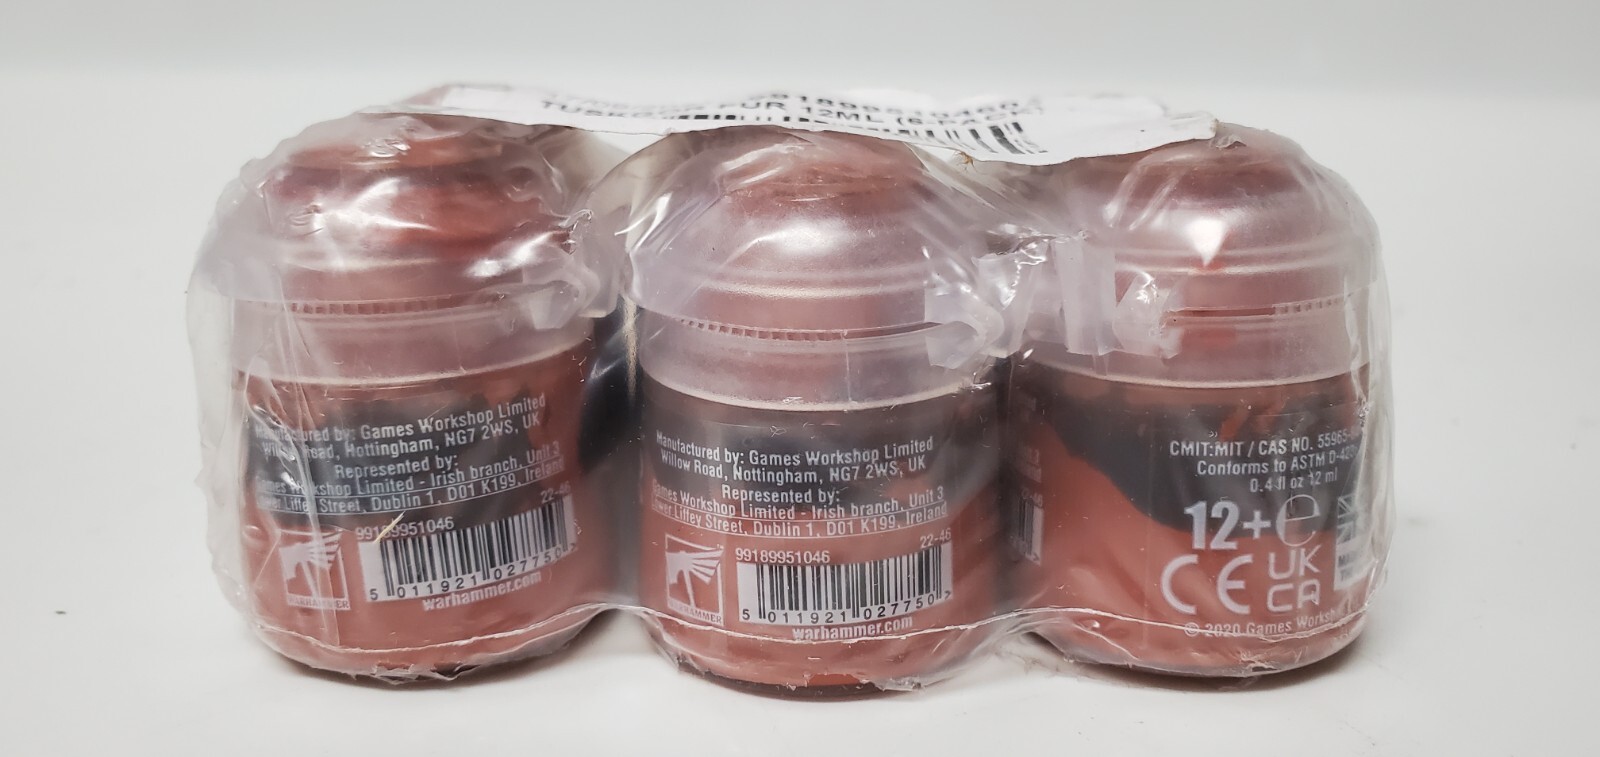 TUSKGOR FUR 12ML (6-PACK)
Manufactured by: Games Workshop Limited
Willow Road, Nottingham, NG7 2WS, UK
Represented by:
Games Workshop Limited - Irish branch, Unit 3
Lower Liffey Street, Dublin 1, D01 K199, Ireland
22-46
99189951046
5 011921 027750
WARHAMMER
warhammer.com
Manufactured by: Games Workshop Limited
Willow Road, Nottingham, NG7 2WS, UK
Represented by:
Games Workshop Limited - Irish branch, Unit 3
Lower Liffey Street, Dublin 1, D01 K199, Ireland
22-46
99189951046
5 011921 027750
WARHAMMER
warhammer.com
CMIT:MIT / CAS NO. 55965-
Conforms to ASTM D-
0.4 fl oz 12 ml
12+ e
CE UK
CA
© 2020 Games Worksh